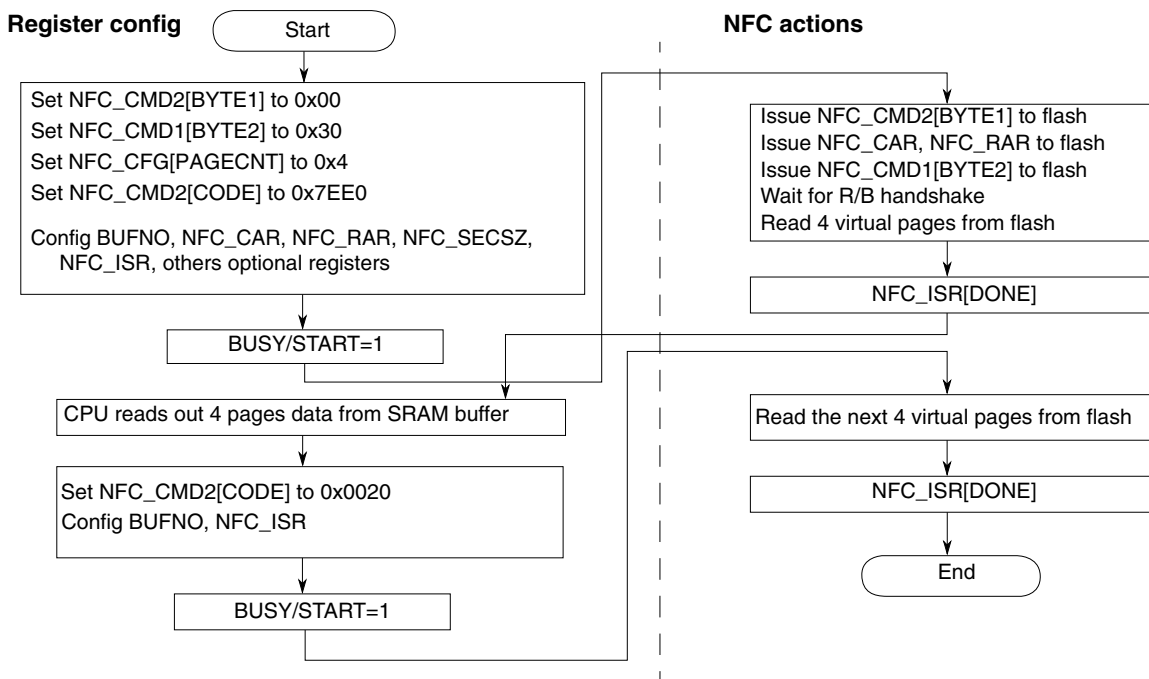 Register config
Start
Set NFC_CMD2[BYTE1] to 0x00
Set NFC_CMD1[BYTE2] to 0x30
Set NFC_CFG[PAGECNT] to 0x4
Set NFC_CMD2[CODE] to 0x7EE0
Config BUFNO, NFC_CAR, NFC_RAR, NFC_SECSZ,
NFC_ISR, others optional registers
BUSY/START=1
CPU reads out 4 pages data from SRAM buffer
Set NFC_CMD2[CODE] to 0x0020
Config BUFNO, NFC_ISR
BUSY/START=1
NFC actions
Issue NFC_CMD2[BYTE1] to flash
Issue NFC_CAR, NFC_RAR to flash
Issue NFC_CMD1[BYTE2] to flash
Wait for R/B handshake
Read 4 virtual pages from flash
NFC_ISR[DONE]
Read the next 4 virtual pages from flash
NFC_ISR[DONE]
End